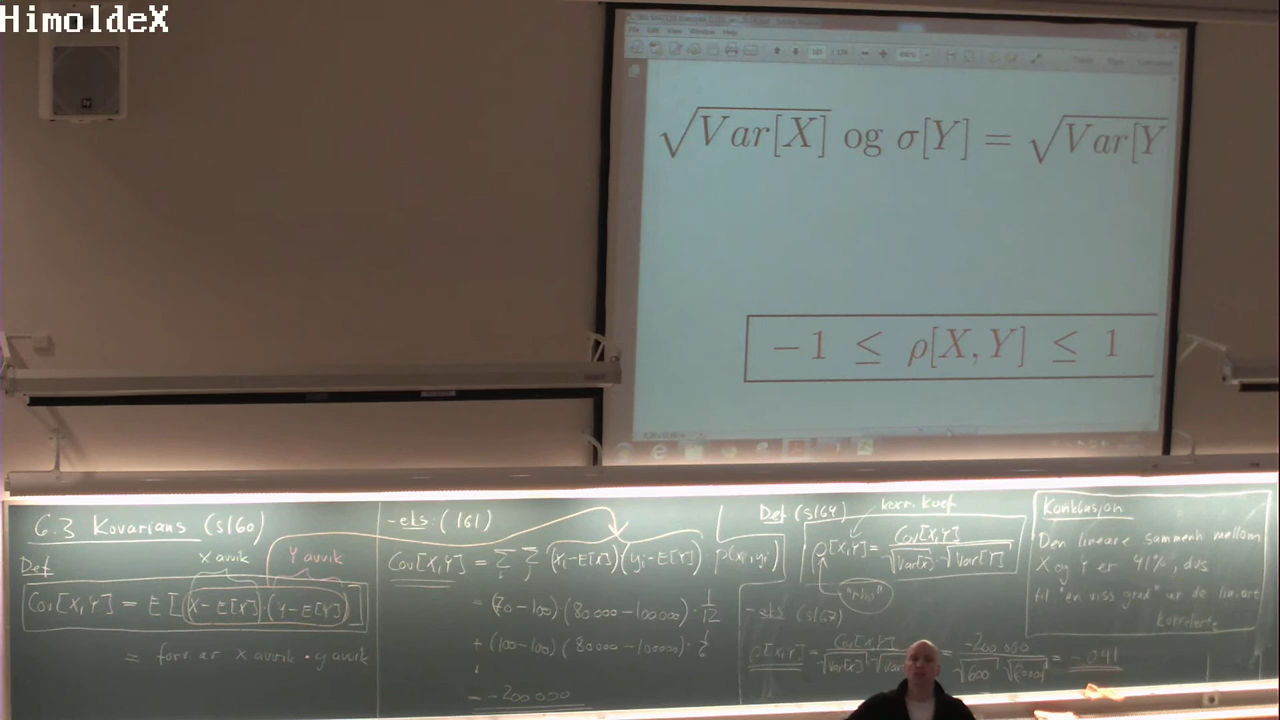 HimoldeX
√Var[X] og σ[Y] = √Var[Y
− 1 ≤ ρ[X, Y] ≤ 1
6.3 Kovarians (s160)
X avvik
Y avvik
Def
Cov[X,Y] = E[(X-E[X])·(Y-E[Y])]
= forv. av x avvik · y avvik
-eks. (161)
Cov[X,Y] = Σ Σ (xi-E[X])(yj-E[Y]) p(xi,yj)
= (70-100)·(80000-100000)·1/12
+ (100-100)·(80000-100000)·
= -200000
Def (s164)
korr. koef
ρ[X,Y] = Cov[X,Y] / √Var[X]·√Var[Y]
"rho"
-eks
ρ[X,Y] = Cov[X,Y] / √Var[X] √Var = -200 000 / √600 = -0.41
Konklusjon
Den lineære sammenh mellom
X og Y er 41%, dvs
til "en viss grad" er de lineært
korrelerte